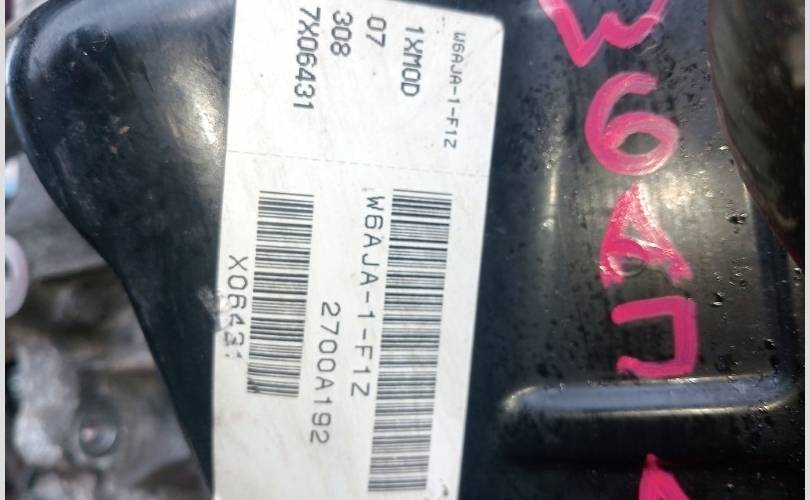 W6AJA-1-F1Z
1XMOD
07
308
7X06431
W6AJA-1-F1Z
2700A192
X06431
W6AJ